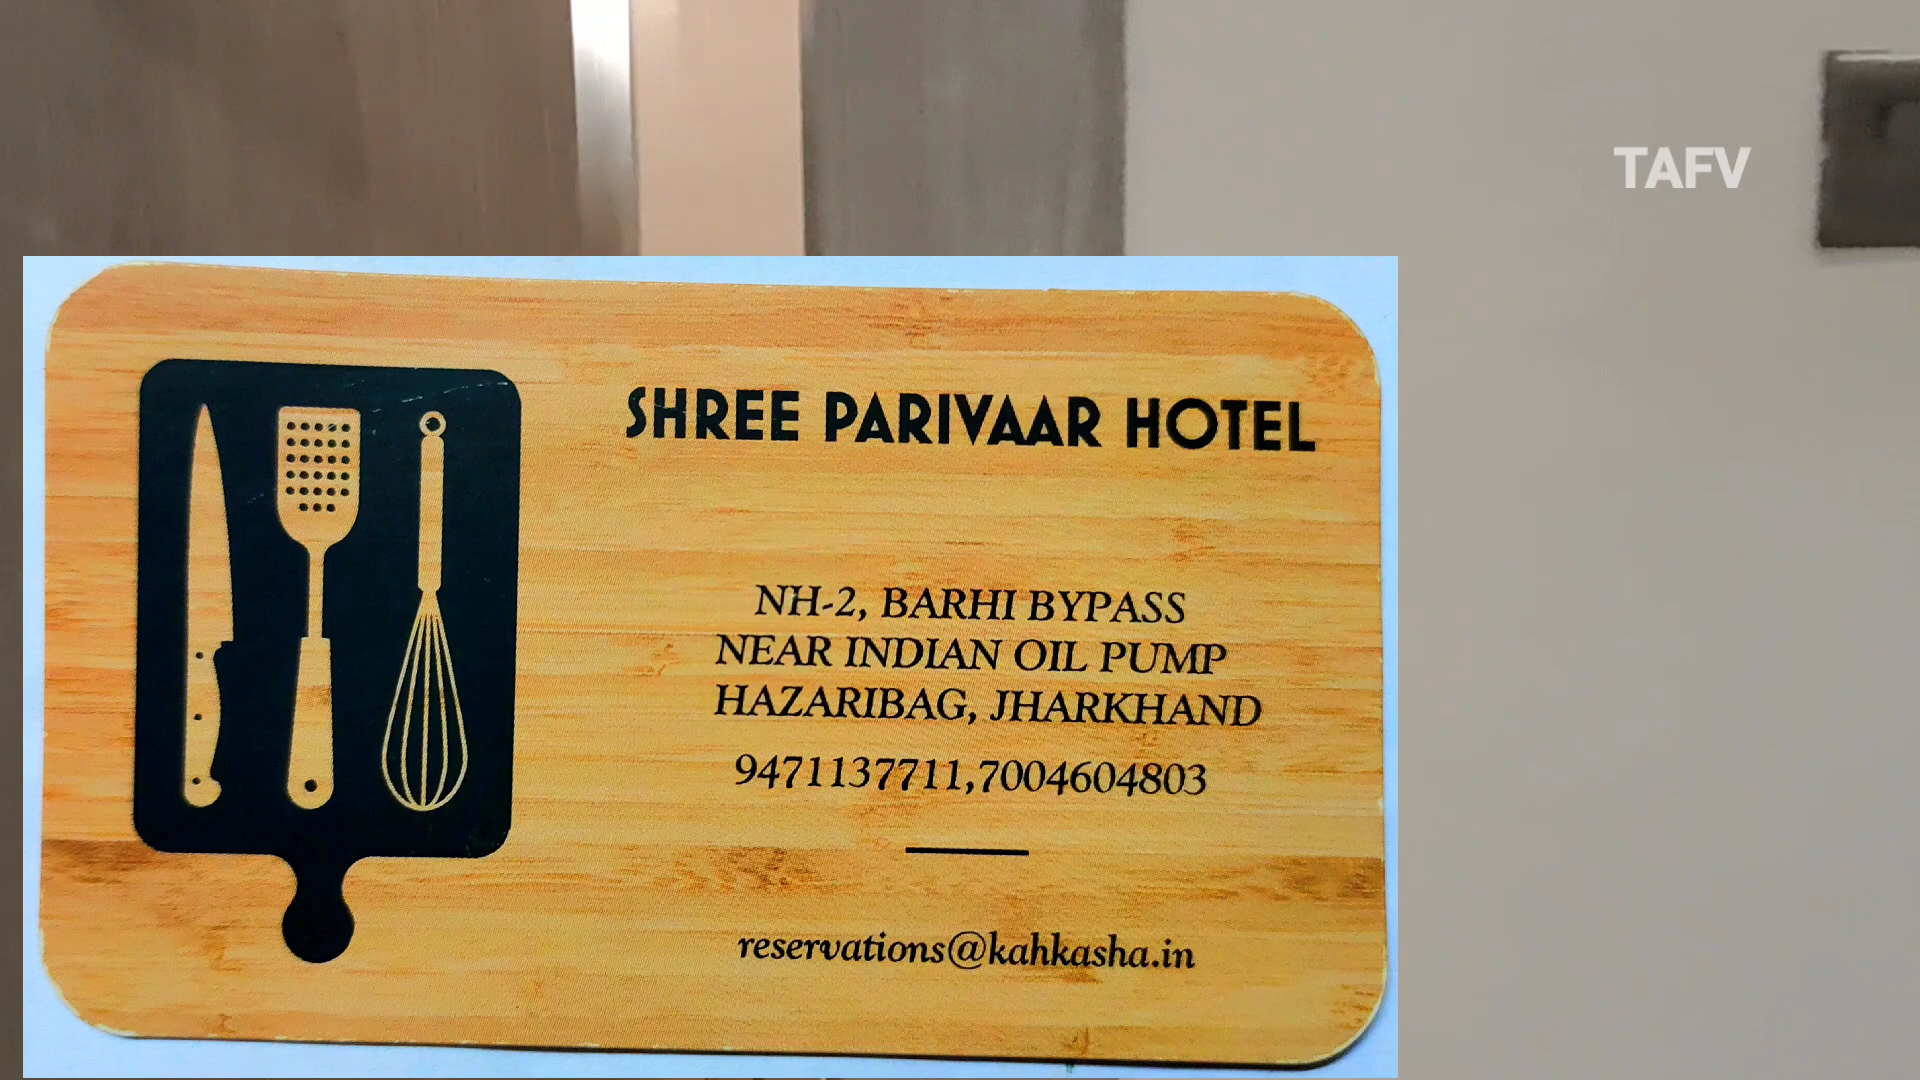 TAFV
SHREE PARIVAAR HOTEL
NH-2, BARHI BYPASS
NEAR INDIAN OIL PUMP
HAZARIBAG, JHARKHAND
9471137711,7004604803
reservations@kahkasha.in